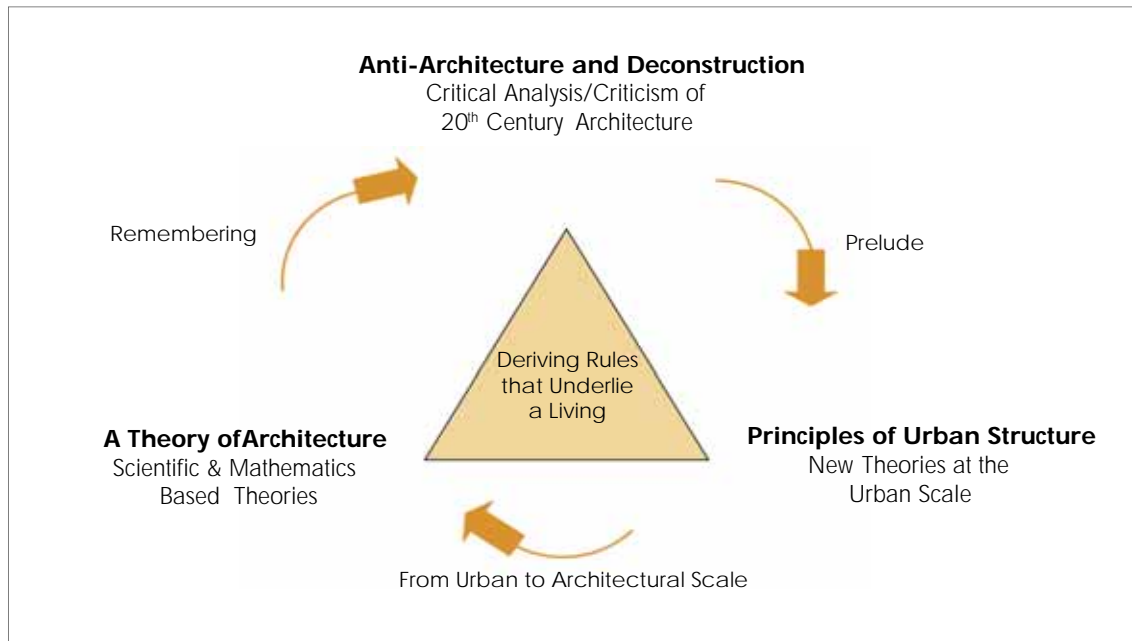 Anti-Architecture and Deconstruction
Critical Analysis/Criticism of
20th Century Architecture
Remembering
Prelude
Deriving Rules
that Underlie
a Living
A Theory ofArchitecture
Scientific & Mathematics
Based Theories
Principles of Urban Structure
New Theories at the
Urban Scale
From Urban to Architectural Scale